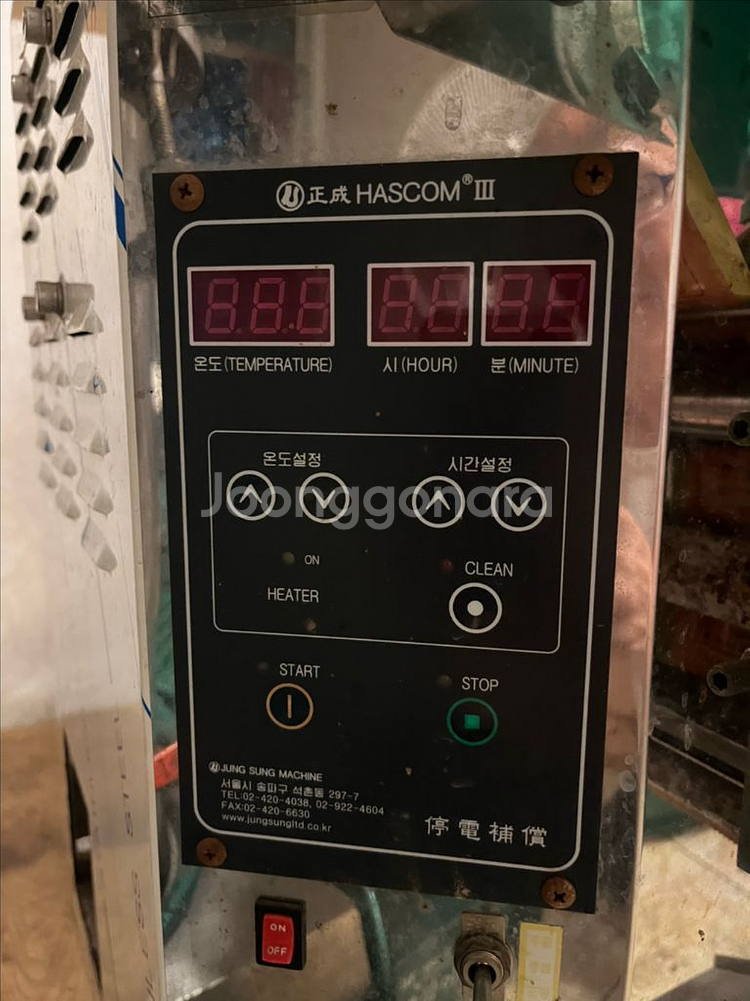 正成 HASCOM® III
온도(TEMPERATURE) 시(HOUR) 분(MINUTE)
온도설정 시간설정
Joonggonara
ON CLEAN
HEATER
START STOP
JUNG SUNG MACHINE
서울시 송파구 석촌동 297-7
TEL:02-420-4038, 02-922-4604
FAX:02-420-6630
www.jungsungltd.co.kr
停電補償
ON
OFF